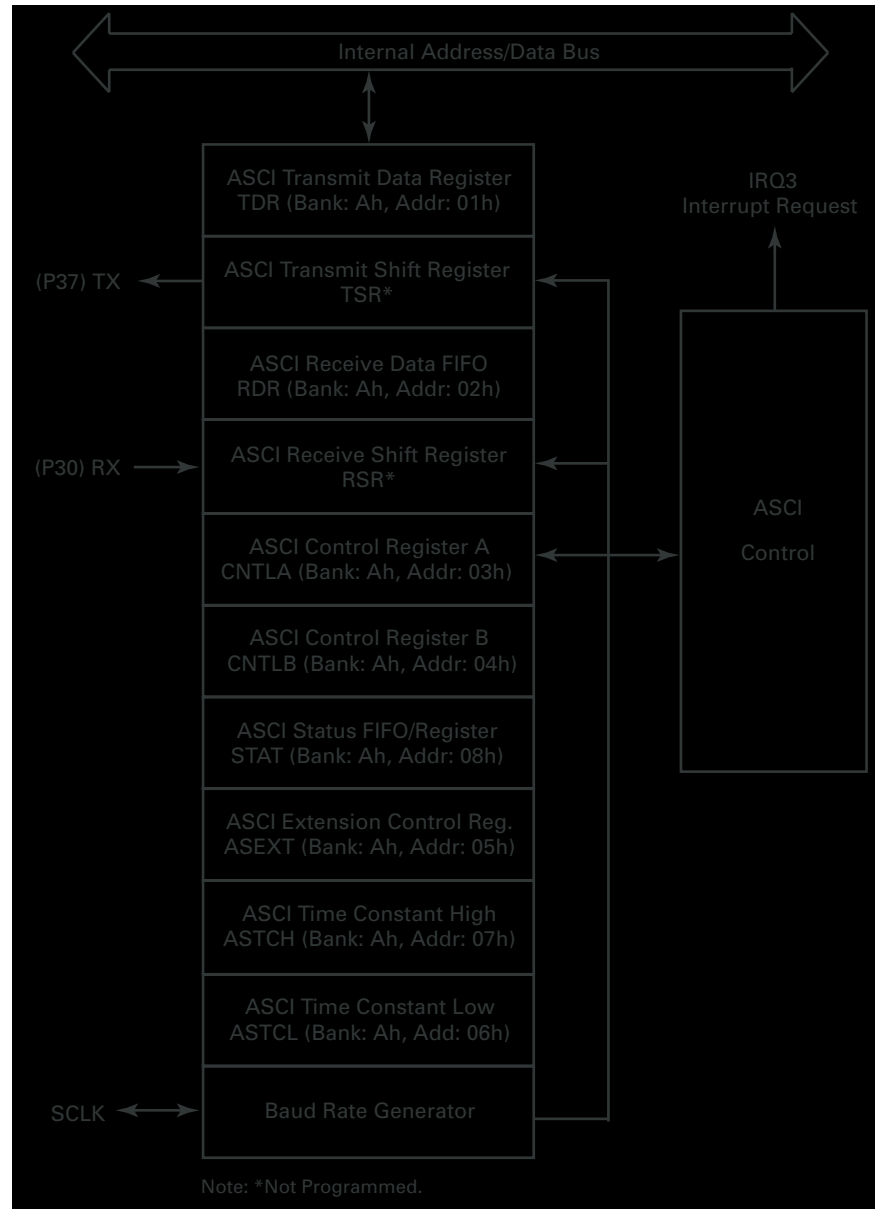 Internal Address/Data Bus
ASCI Transmit Data Register
TDR (Bank: Ah, Addr: 01h)
IRQ3
Interrupt Request
(P37) TX
ASCI Transmit Shift Register
TSR*
ASCI Receive Data FIFO
RDR (Bank: Ah, Addr: 02h)
(P30) RX
ASCI Receive Shift Register
RSR*
ASCI
Control
ASCI Control Register A
CNTLA (Bank: Ah, Addr: 03h)
ASCI Control Register B
CNTLB (Bank: Ah, Addr: 04h)
ASCI Status FIFO/Register
STAT (Bank: Ah, Addr: 08h)
ASCI Extension Control Reg.
ASEXT (Bank: Ah, Addr: 05h)
ASCI Time Constant High
ASTCH (Bank: Ah, Addr: 07h)
ASCI Time Constant Low
ASTCL (Bank: Ah, Add: 06h)
SCLK
Baud Rate Generator
Note: *Not Programmed.